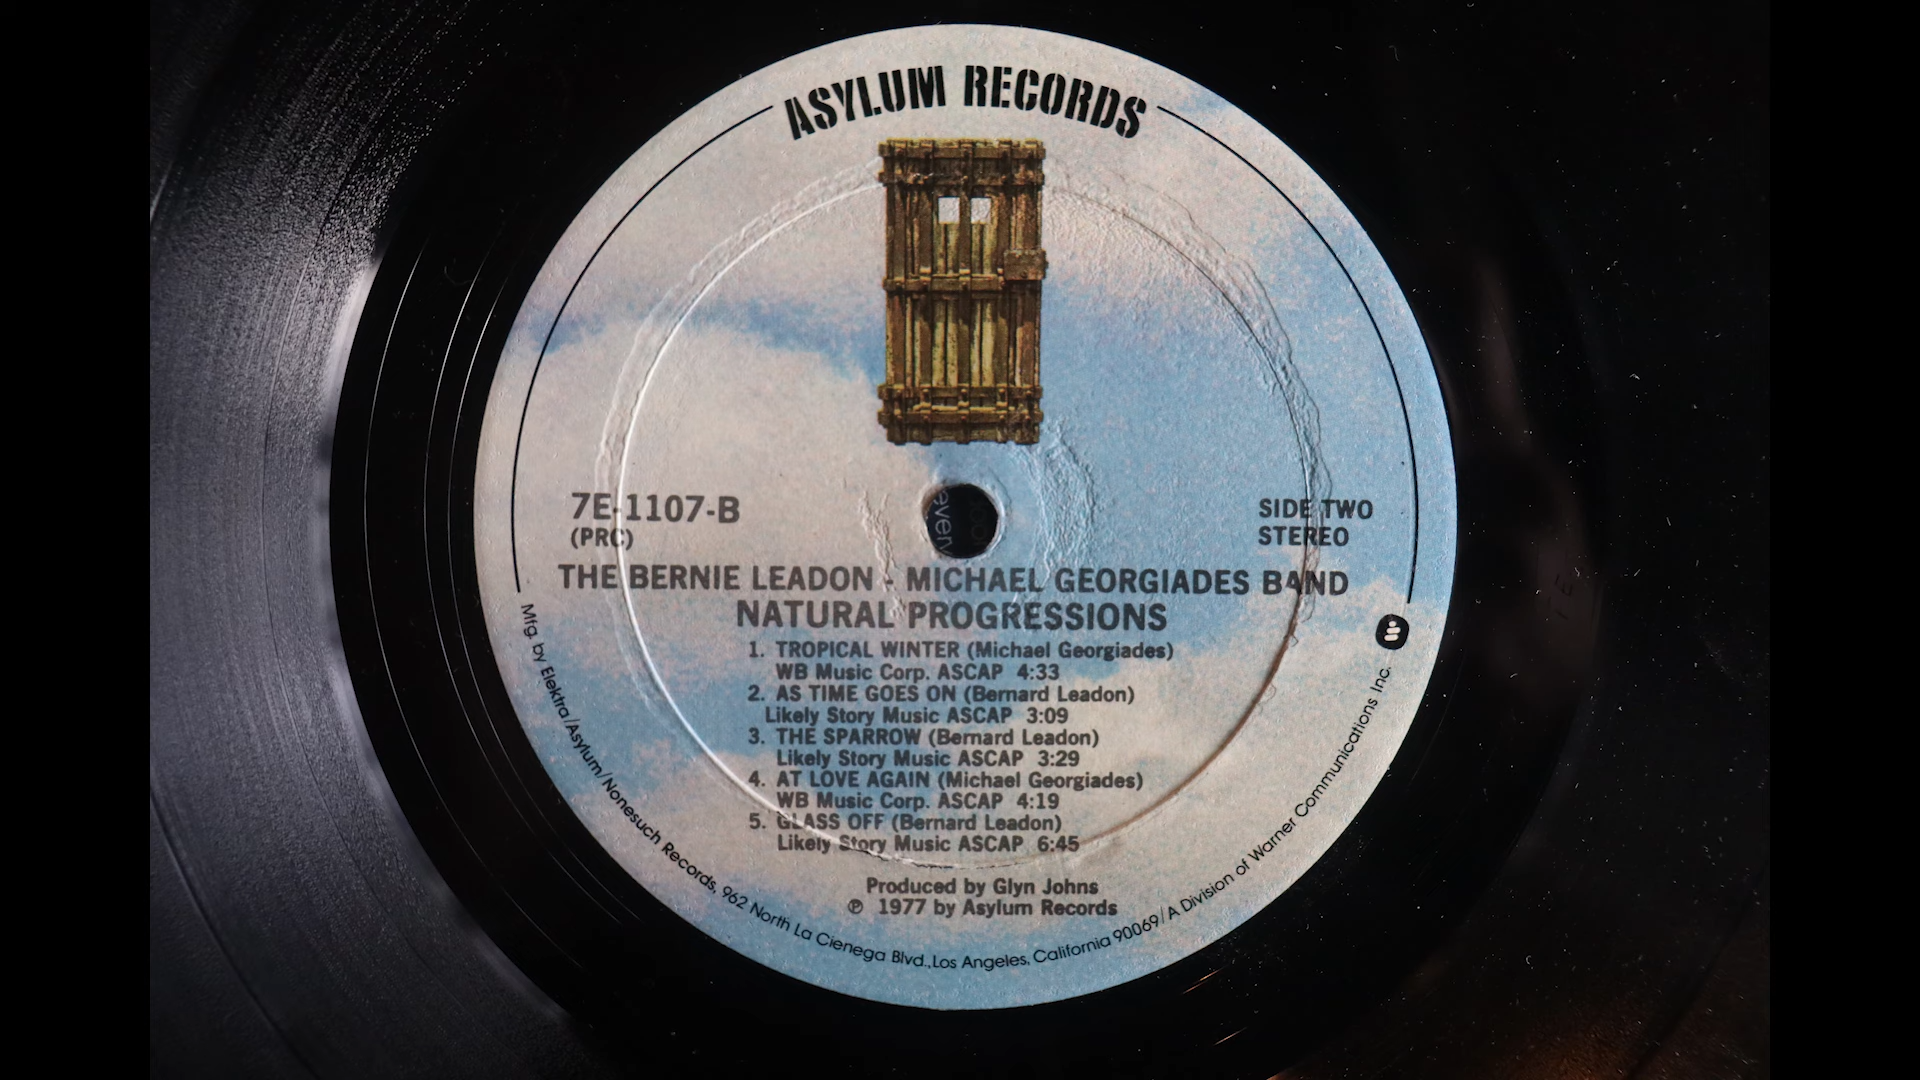 ASYLUM RECORDS
7E-1107-B
(PRC)
SIDE TWO
STEREO
THE BERNIE LEADON - MICHAEL GEORGIADES BAND
NATURAL PROGRESSIONS
1. TROPICAL WINTER (Michael Georgiades)
WB Music Corp. ASCAP 4:33
2. AS TIME GOES ON (Bernard Leadon)
Likely Story Music ASCAP 3:09
3. THE SPARROW (Bernard Leadon)
Likely Story Music ASCAP 3:29
4. AT LOVE AGAIN (Michael Georgiades)
WB Music Corp. ASCAP 4:19
5. GLASS OFF (Bernard Leadon)
Likely Story Music ASCAP 6:45
Produced by Glyn Johns
℗ 1977 by Asylum Records
Mfg. by Elektra/Asylum/Nonesuch Records, 962 North La Cienega Blvd., Los Angeles, California 90069/A Division of Warner Communications Inc.